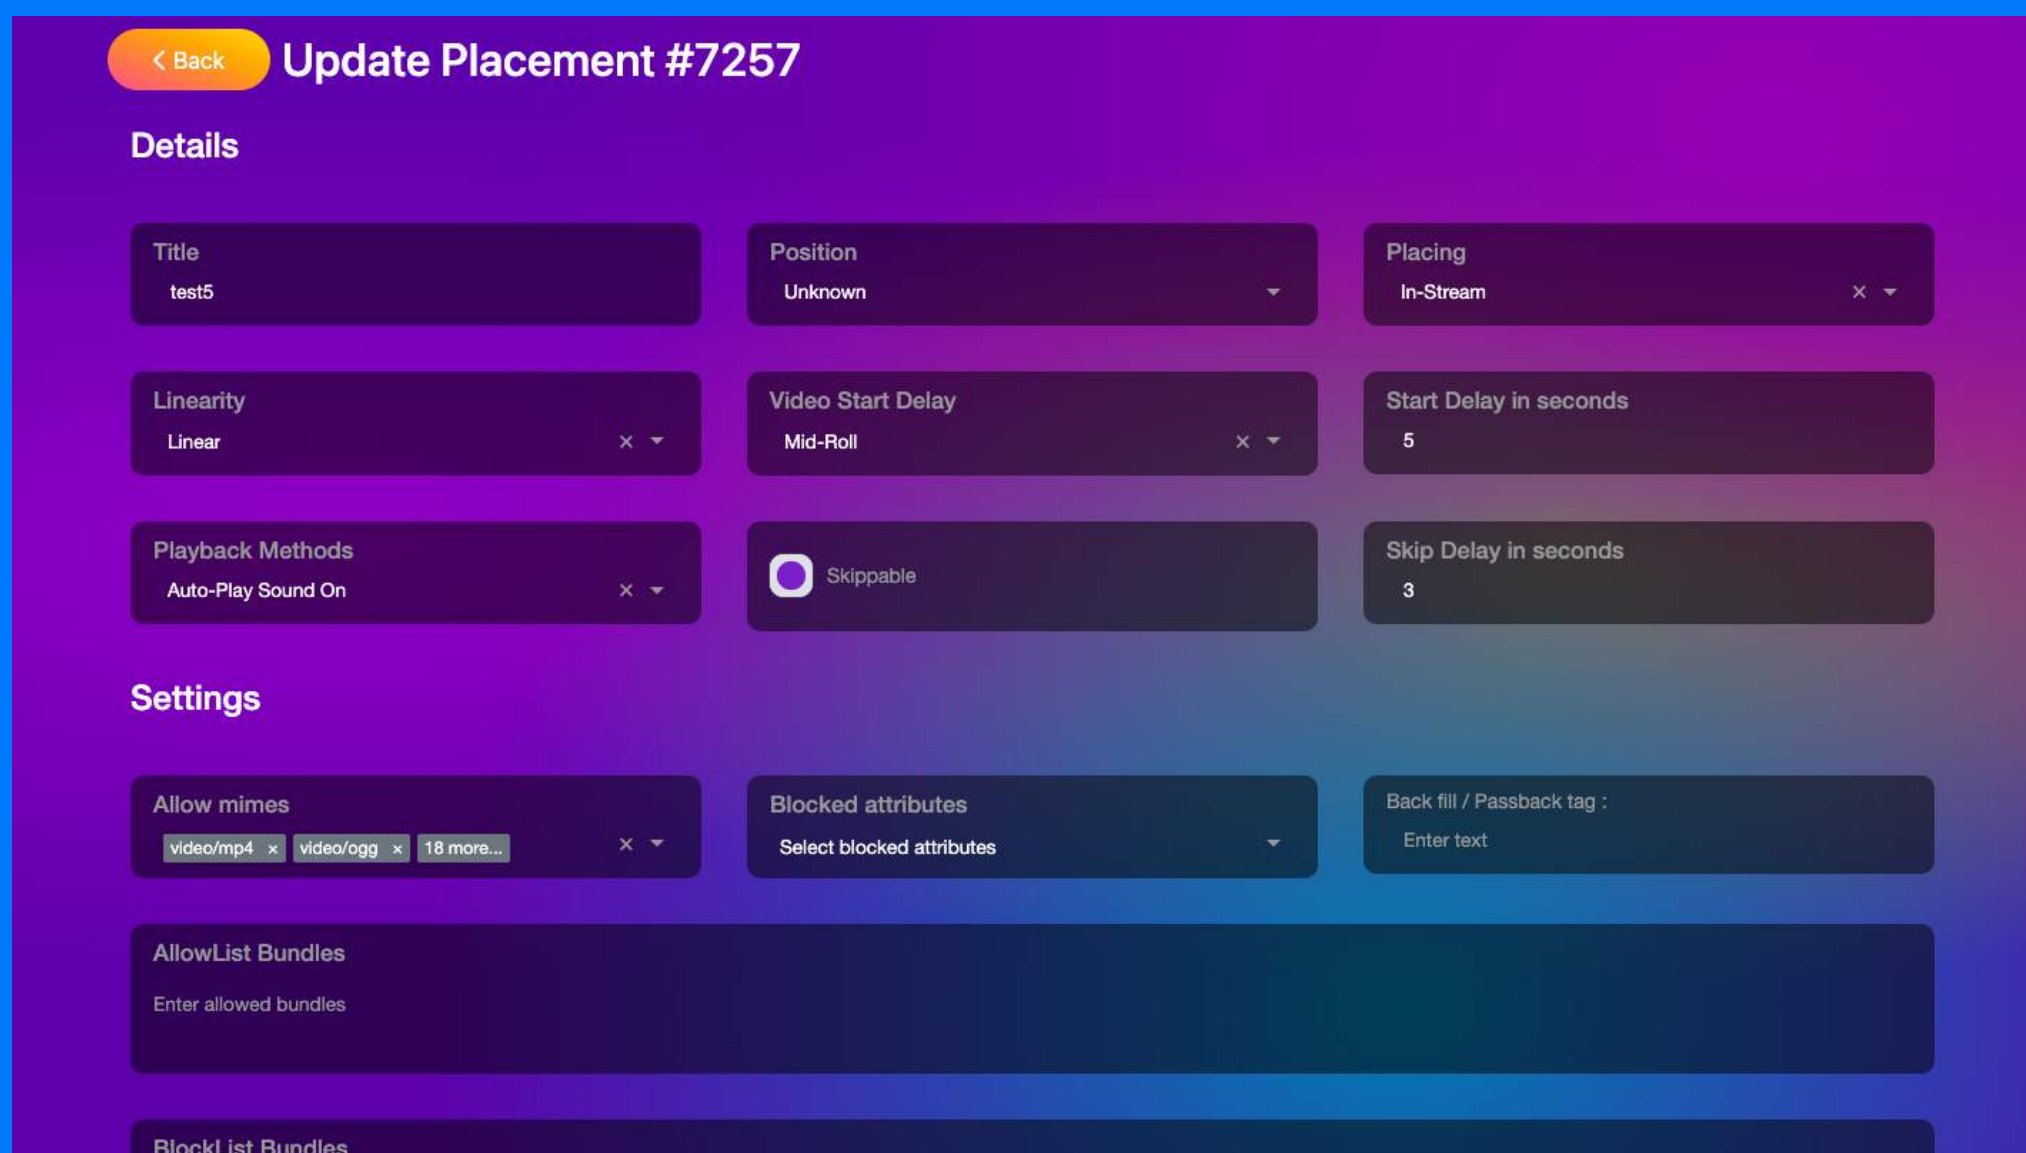 Back
Update Placement #7257
Details
Title
test5
Position
Unknown
Placing
In-Stream
Linearity
Linear
Video Start Delay
Mid-Roll
Start Delay in seconds
5
Playback Methods
Auto-Play Sound On
Skippable
Skip Delay in seconds
3
Settings
Allow mimes
video/mp4 × video/ogg × 18 more...
Blocked attributes
Select blocked attributes
Back fill / Passback tag :
Enter text
AllowList Bundles
Enter allowed bundles
BlockList Bundles